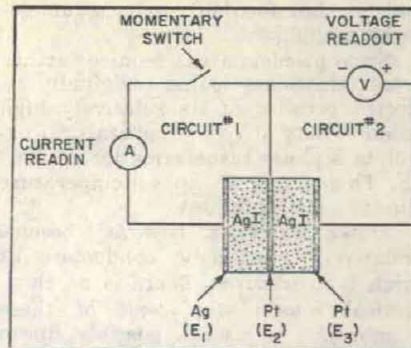 MOMENTARY
SWITCH
VOLTAGE
READOUT
+
V
CIRCUIT#1
CIRCUIT#2
CURRENT
READIN
A
AgI
AgI
Ag
(E1)
Pt
(E2)
Pt
(E3)